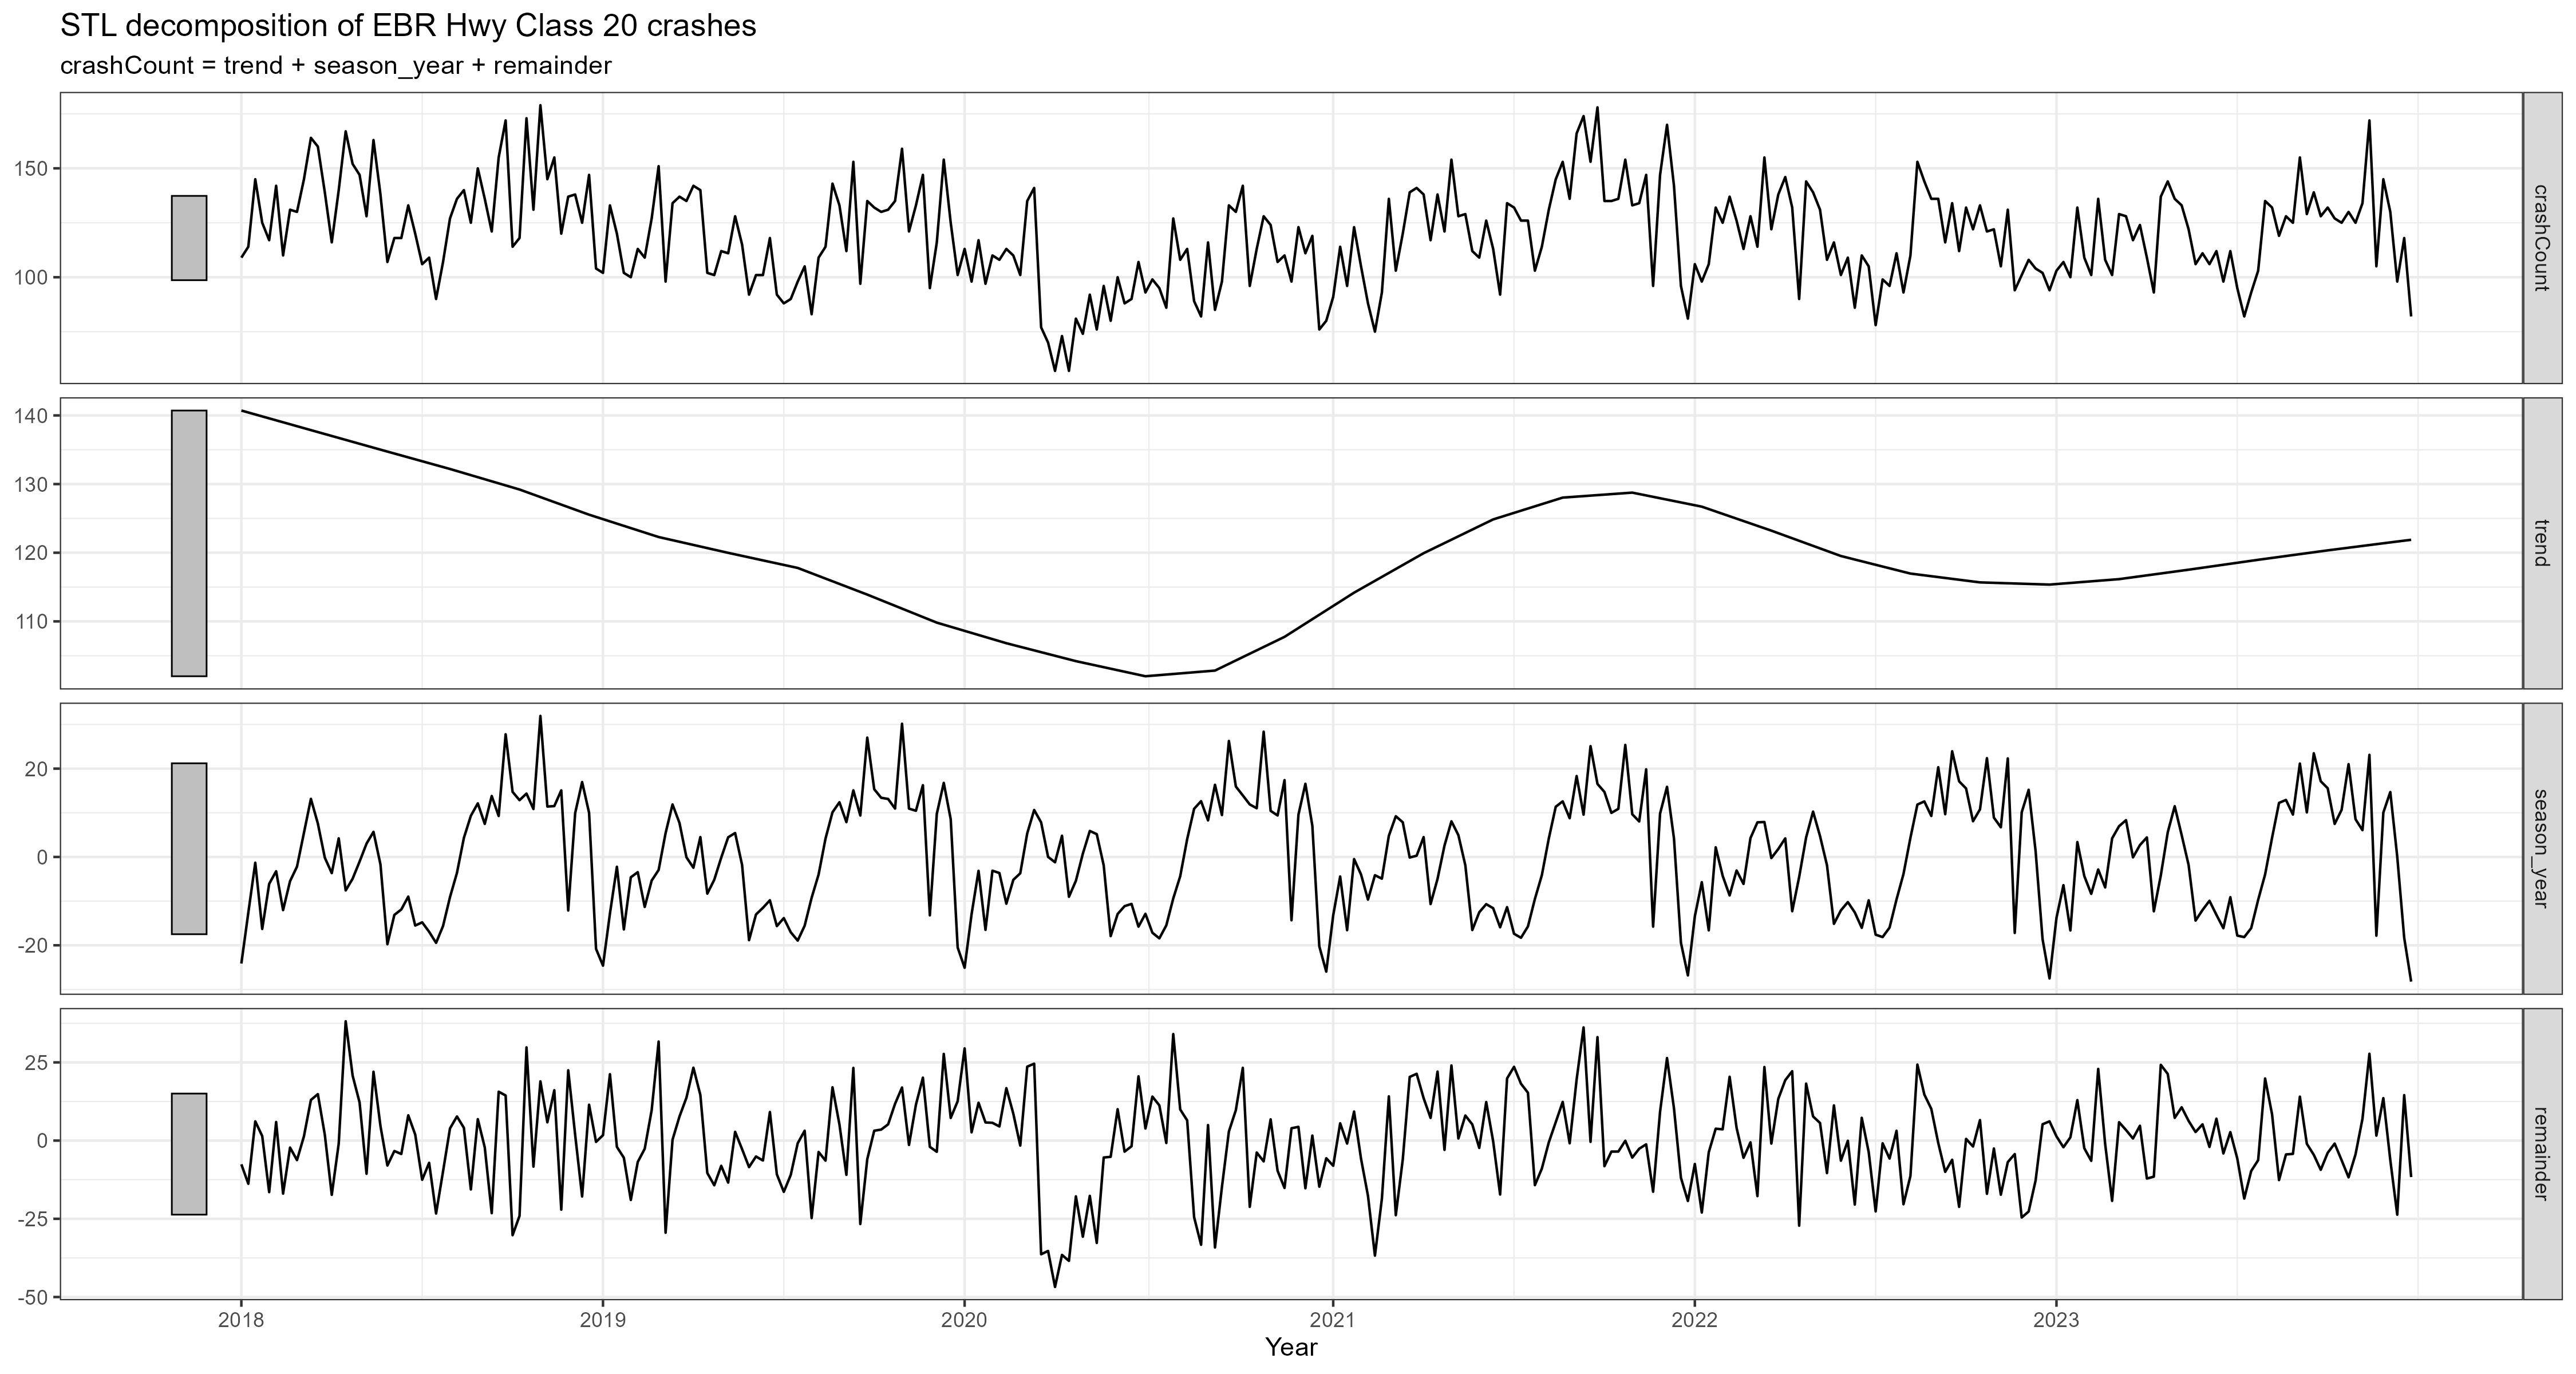 STL decomposition of EBR Hwy Class 20 crashes
crashCount = trend + season_year + remainder
150
100
crashCount
140
130
120
110
trend
20
0
-20
season_year
25
0
-25
-50
remainder
2018 2019 2020 2021 2022 2023
Year